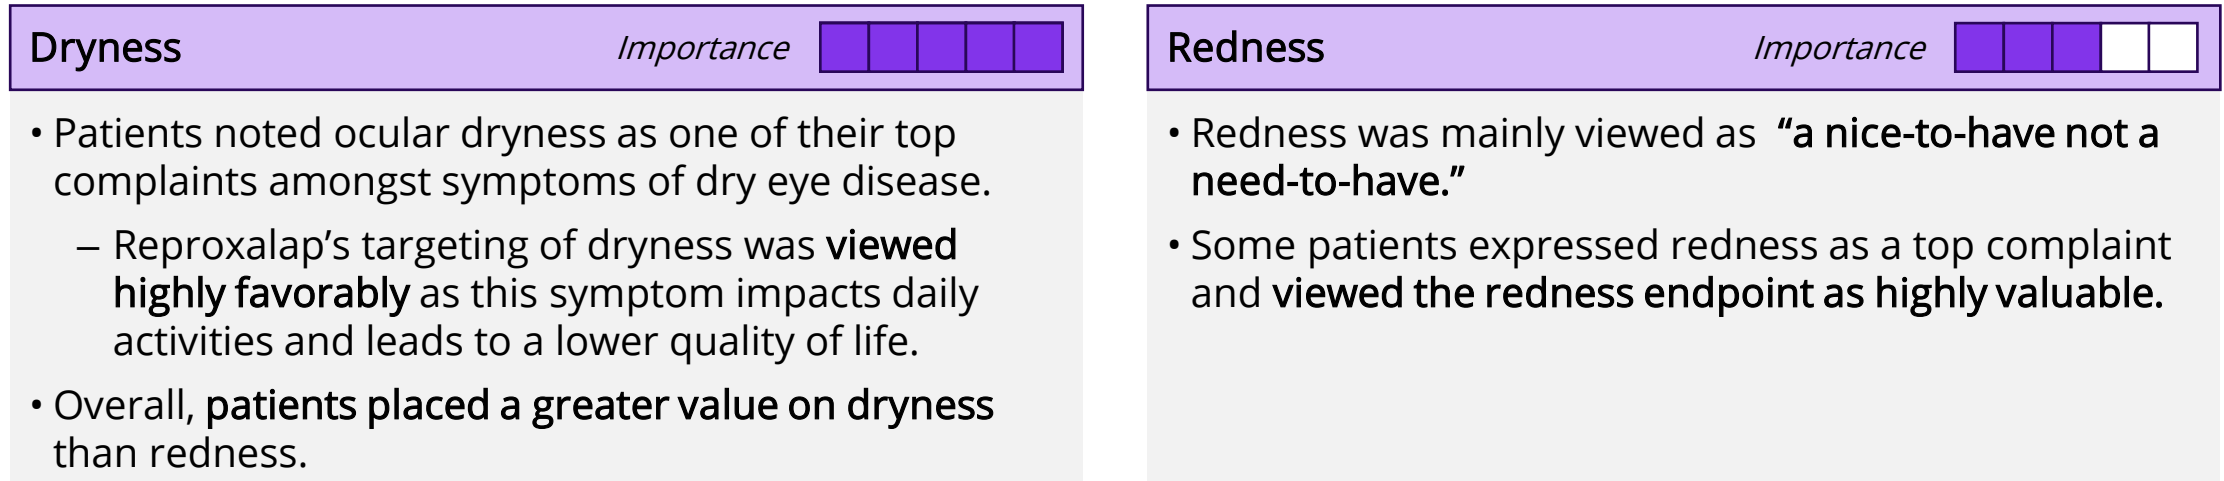 Dryness
Importance
• Patients noted ocular dryness as one of their top
complaints amongst symptoms of dry eye disease.
– Reproxalap’s targeting of dryness was viewed
highly favorably as this symptom impacts daily
activities and leads to a lower quality of life.
• Overall, patients placed a greater value on dryness
than redness.
Redness
Importance
• Redness was mainly viewed as “a nice-to-have not a
need-to-have.”
• Some patients expressed redness as a top complaint
and viewed the redness endpoint as highly valuable.